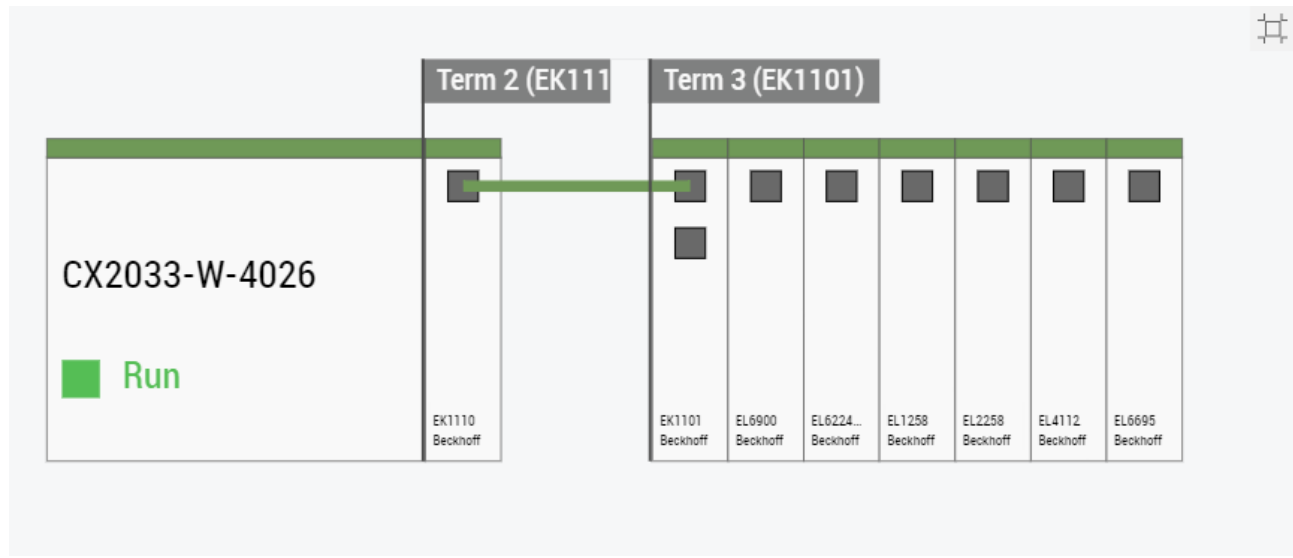 Term 2 (EK111
Term 3 (EK1101)
CX2033-W-4026
Run
EK1110
Beckhoff
EK1101
Beckhoff
EL6900
Beckhoff
EL6224...
Beckhoff
EL1258
Beckhoff
EL2258
Beckhoff
EL4112
Beckhoff
EL6695
Beckhoff